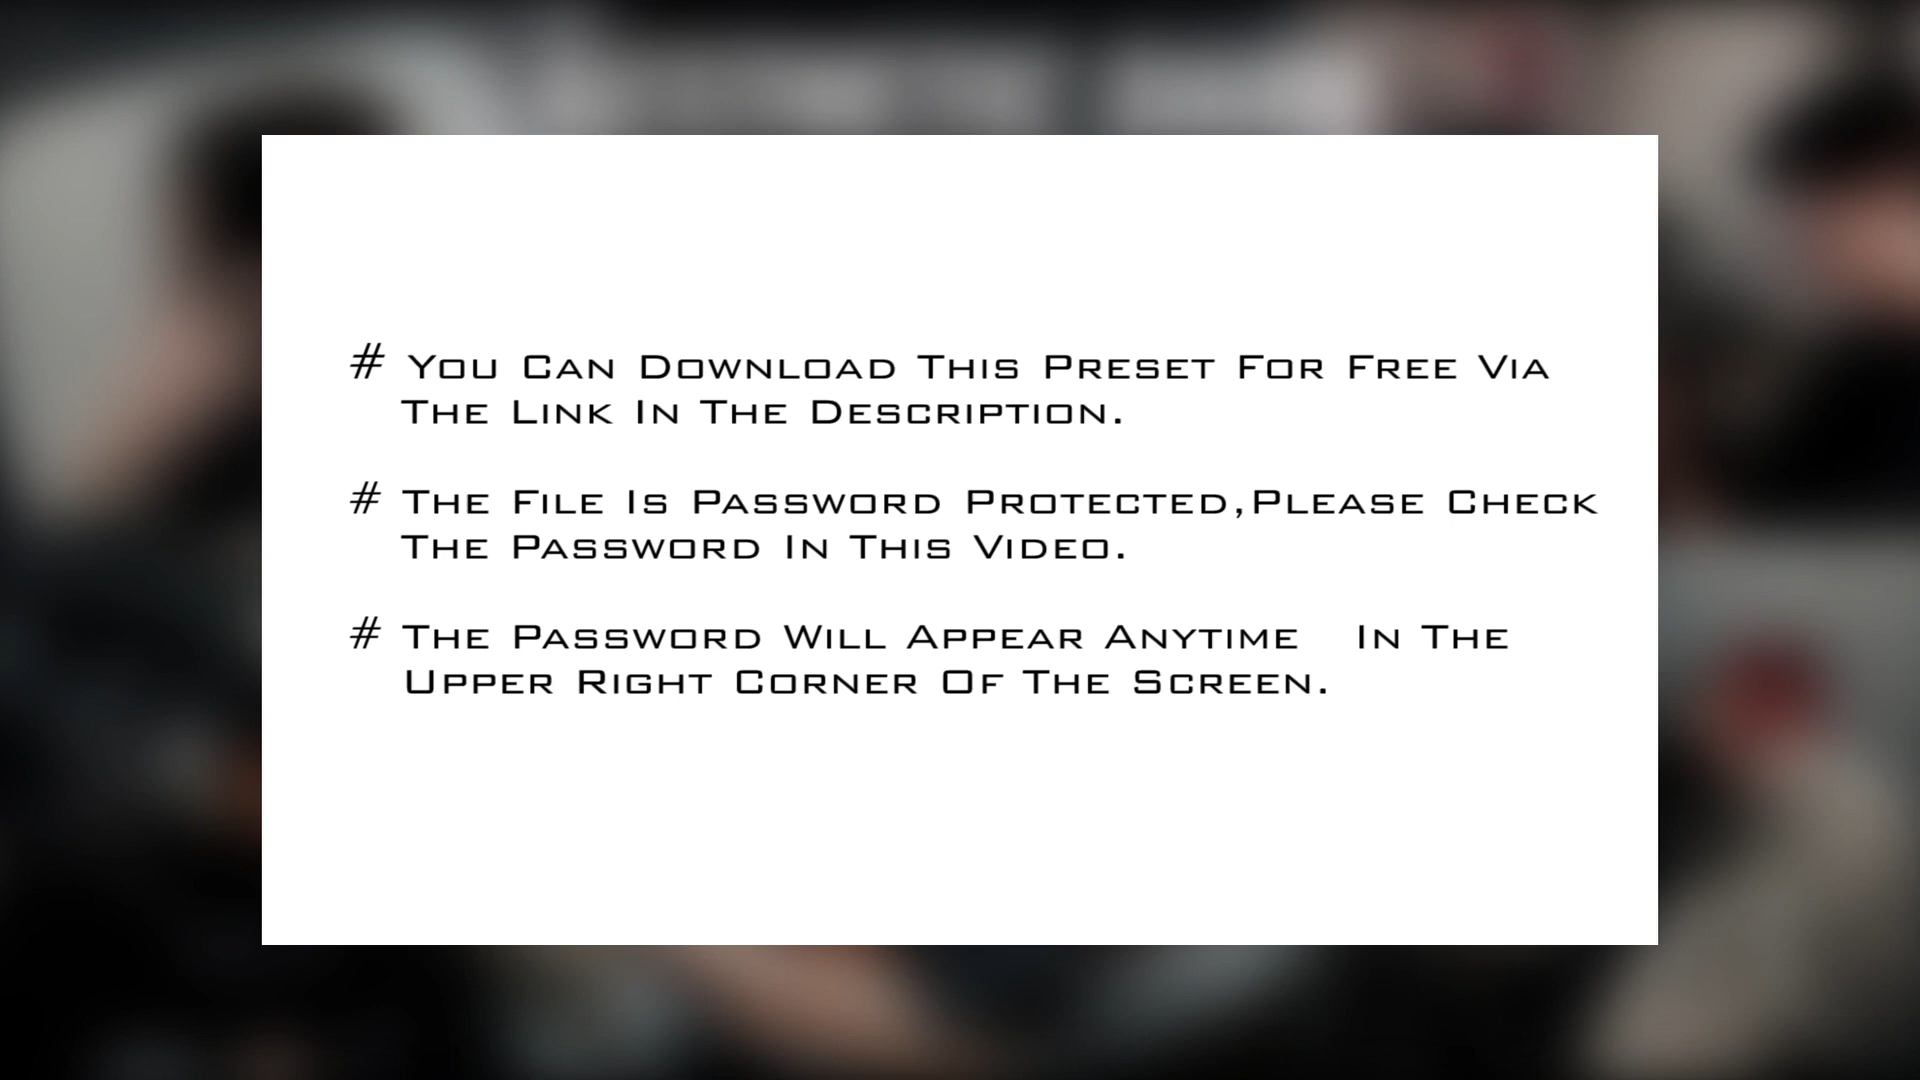 # You Can Download This Preset For Free Via
The Link In The Description.
# The File Is Password Protected,Please Check
The Password In This Video.
# The Password Will Appear Anytime In The
Upper Right Corner Of The Screen.